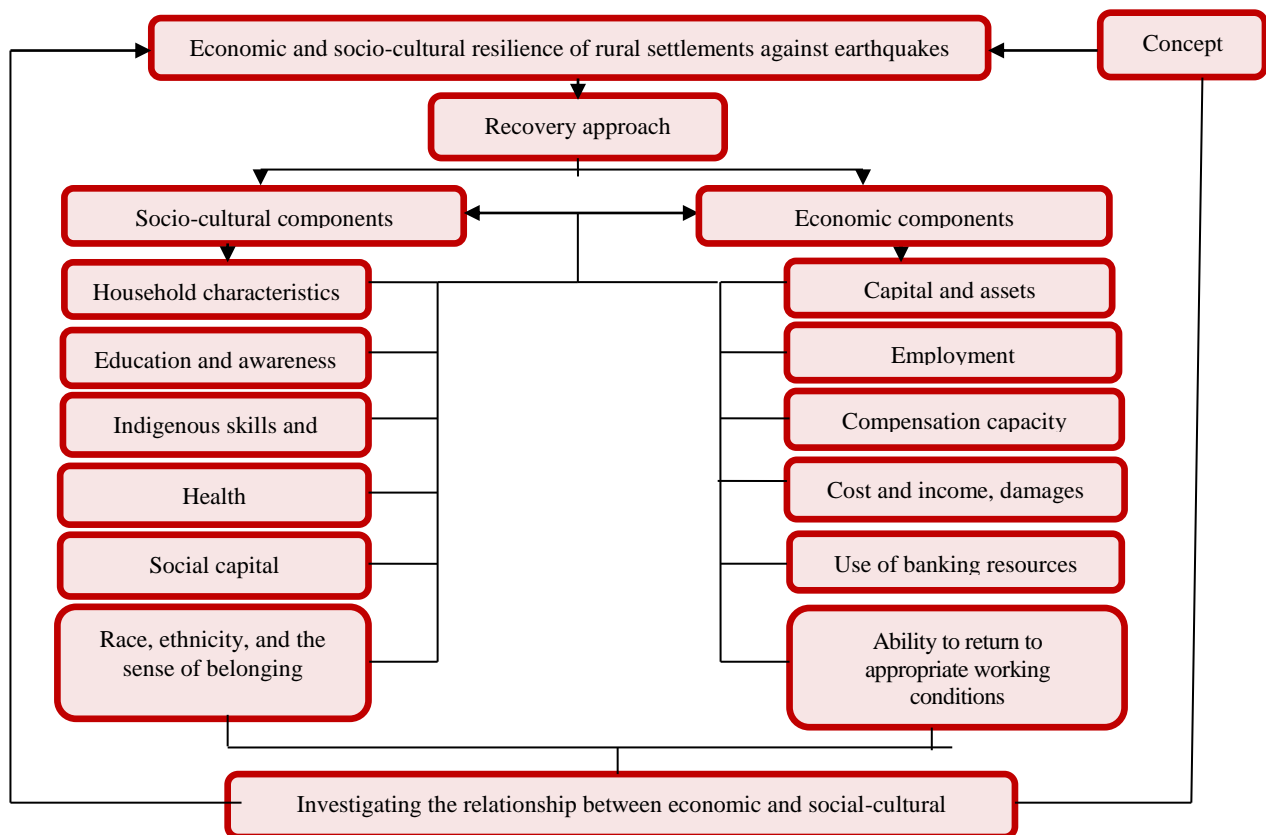 Economic and socio-cultural resilience of rural settlements against earthquakes
Concept
Recovery approach
Socio-cultural components
Economic components
Household characteristics
Capital and assets
Education and awareness
Employment
Indigenous skills and
Compensation capacity
Health
Cost and income, damages
Social capital
Use of banking resources
Race, ethnicity, and the
sense of belonging
Ability to return to
appropriate working
conditions
Investigating the relationship between economic and social-cultural